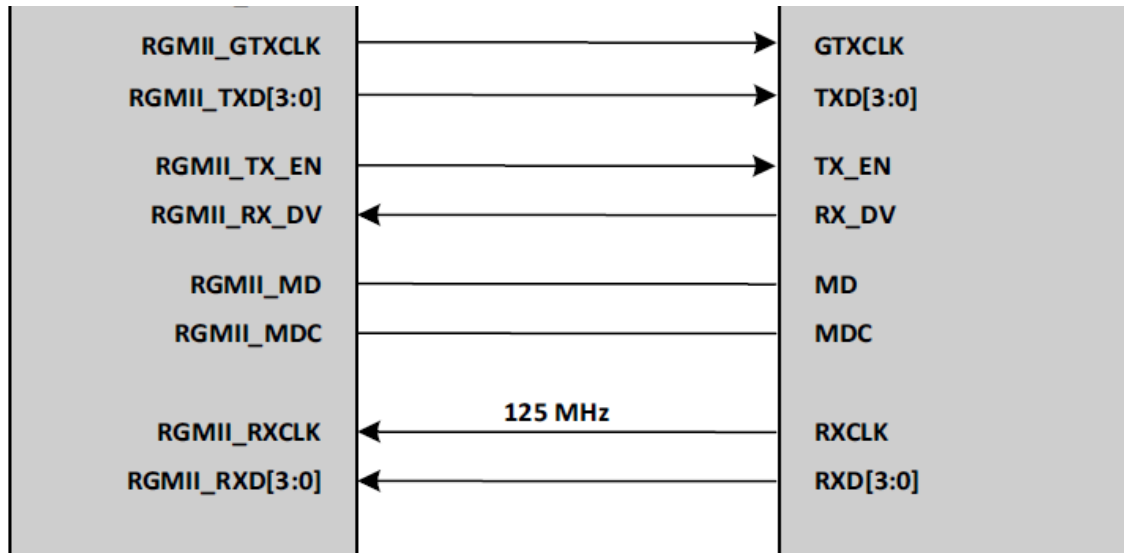 RGMII_GTXCLK GTXCLK
RGMII_TXD[3:0] TXD[3:0]
RGMII_TX_EN TX_EN
RGMII_RX_DV RX_DV
RGMII_MD MD
RGMII_MDC MDC
125 MHz
RGMII_RXCLK RXCLK
RGMII_RXD[3:0] RXD[3:0]